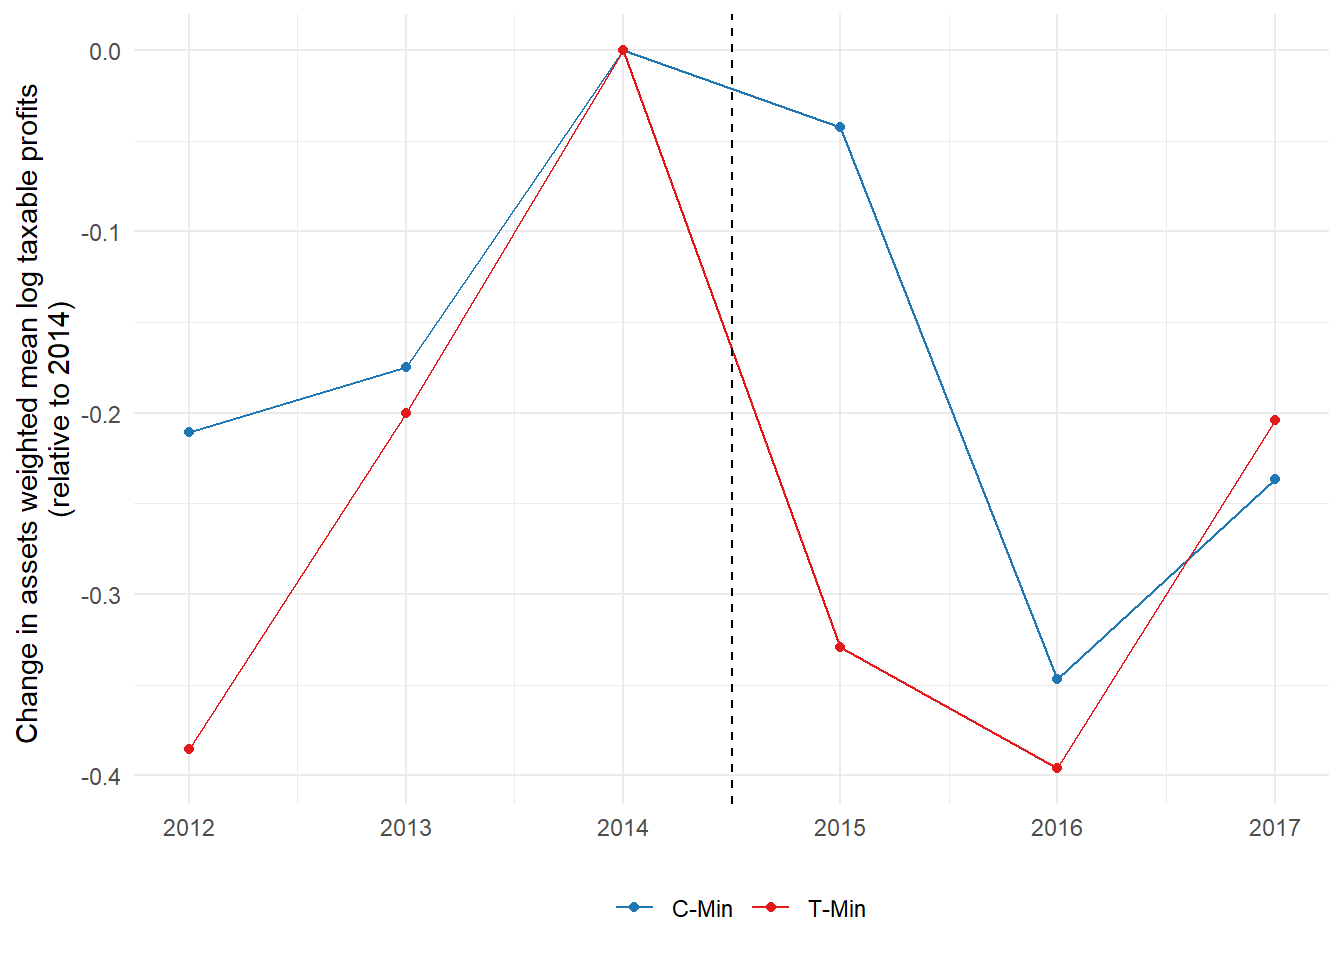 Change in assets weighted mean log taxable profits
(relative to 2014)
0.0
-0.1
-0.2
-0.3
-0.4
2012 2013 2014 2015 2016 2017
C-Min T-Min